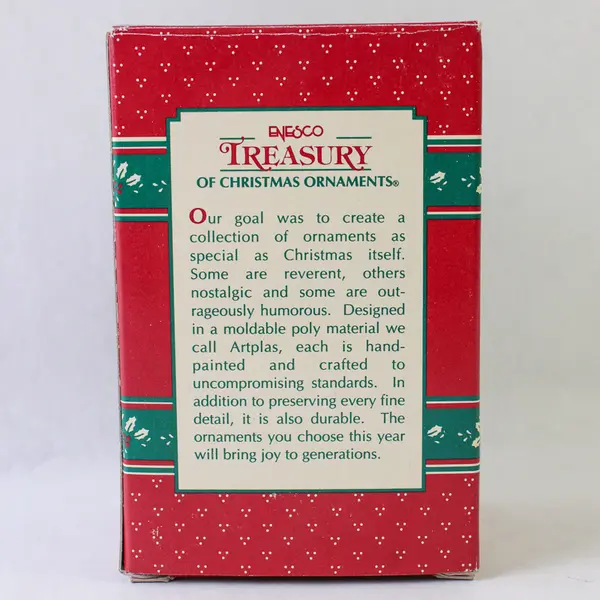 ENESCO
TREASURY
OF CHRISTMAS ORNAMENTS®
Our goal was to create a
collection of ornaments as
special as Christmas itself.
Some are reverent, others
nostalgic and some are out-
rageously humorous. Designed
in a moldable poly material we
call Artplas, each is hand-
painted and crafted to
uncompromising standards. In
addition to preserving every fine
detail, it is also durable. The
ornaments you choose this year
will bring joy to generations.